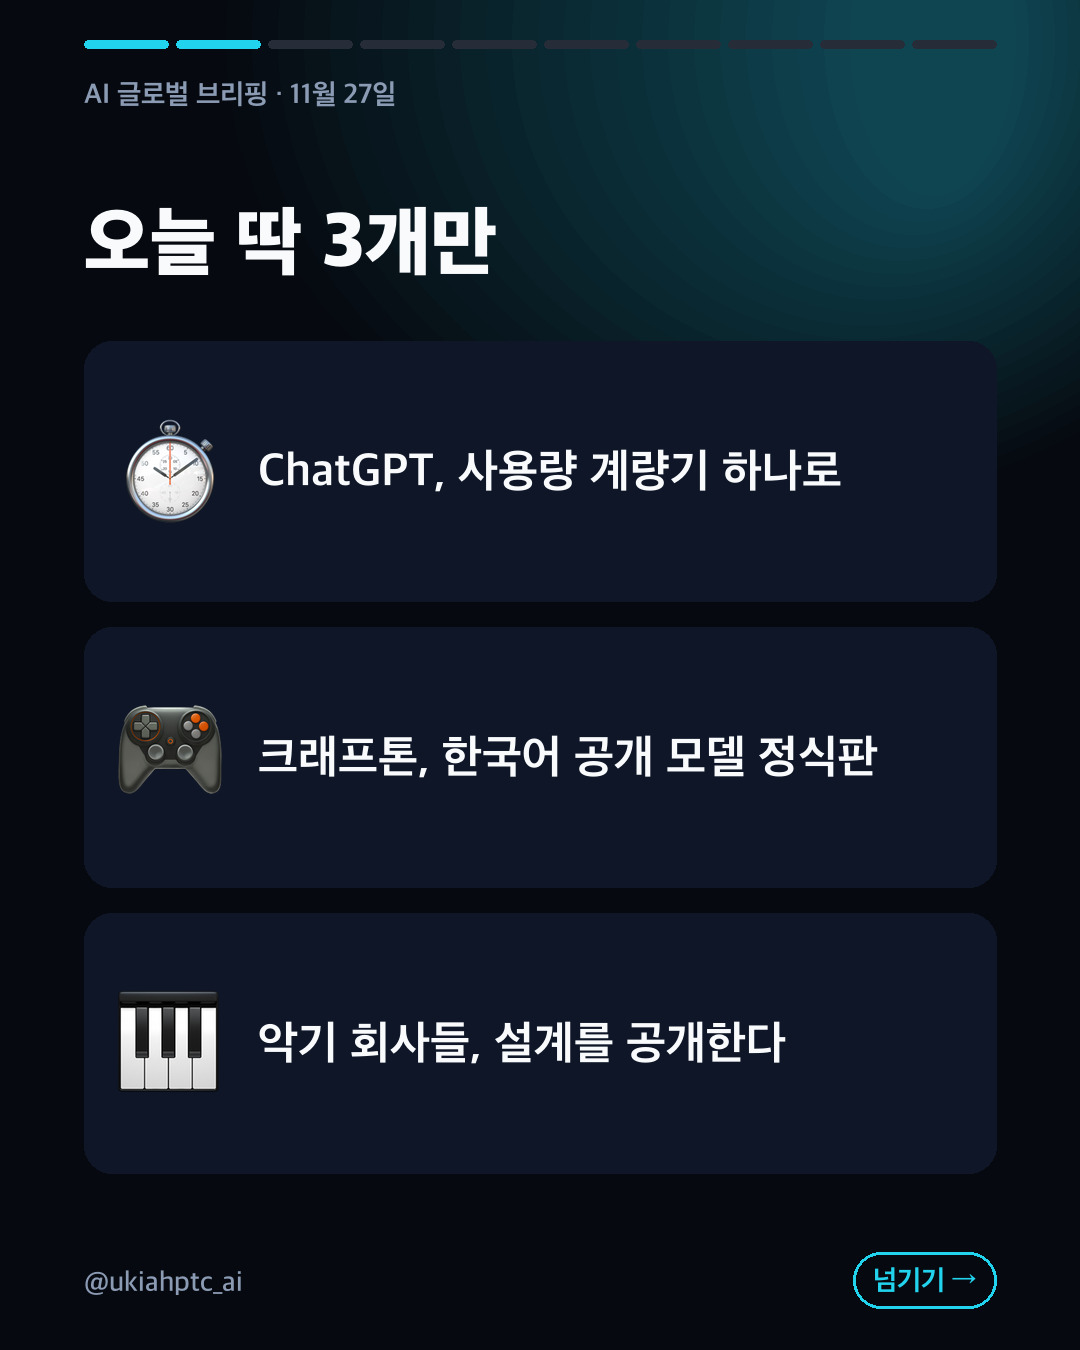 AI 글로벌 브리핑 · 11월 27일
오늘 딱 3개만
ChatGPT, 사용량 계량기 하나로
크래프톤, 한국어 공개 모델 정식판
악기 회사들, 설계를 공개한다
@ukiahptc_ai
넘기기 →